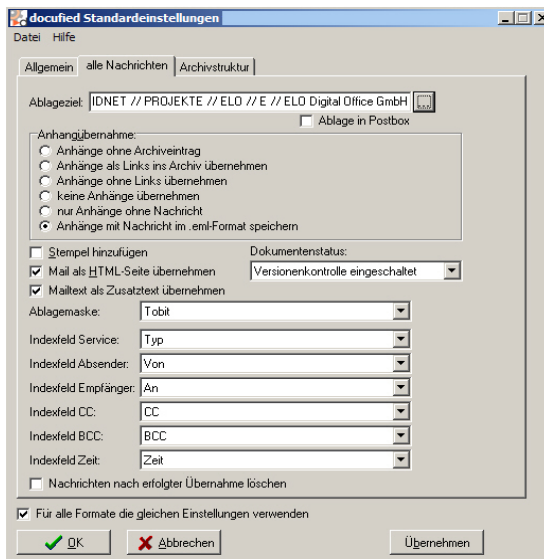 docufied Standardeinstellungen
Datei Hilfe
Allgemein alle Nachrichten Archivstruktur
Ablageziel: IDNET // PROJEKTE // ELO // E // ELO Digital Office GmbH ...
Ablage in Postbox
Anhangübernahme:
Anhänge ohne Archiveintrag
Anhänge als Links ins Archiv übernehmen
Anhänge ohne Links übernehmen
keine Anhänge übernehmen
nur Anhänge ohne Nachricht
Anhänge mit Nachricht im .eml-Format speichern
Stempel hinzufügen Dokumentenstatus:
Mail als HTML-Seite übernehmen Versionenkontrolle eingeschaltet
Mailtext als Zusatztext übernehmen
Ablagemaske: Tobit
Indexfeld Service: Typ
Indexfeld Absender: Von
Indexfeld Empfänger: An
Indexfeld CC: CC
Indexfeld BCC: BCC
Indexfeld Zeit: Zeit
Nachrichten nach erfolgter Übernahme löschen
Für alle Formate die gleichen Einstellungen verwenden
OK Abbrechen Übernehmen